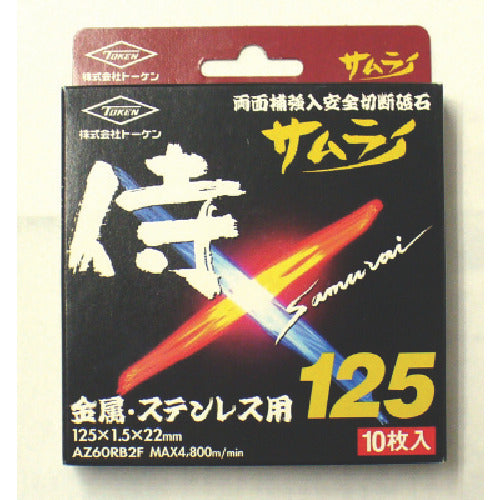 TOKEN
株式会社トーケン
サムライ
TOKEN
株式会社トーケン
両面補強入安全切断砥石
サムライ
侍
Samurai
金属・ステンレス用
125
125×1.5×22mm
AZ60RB2F MAX4,800m/min
10枚入